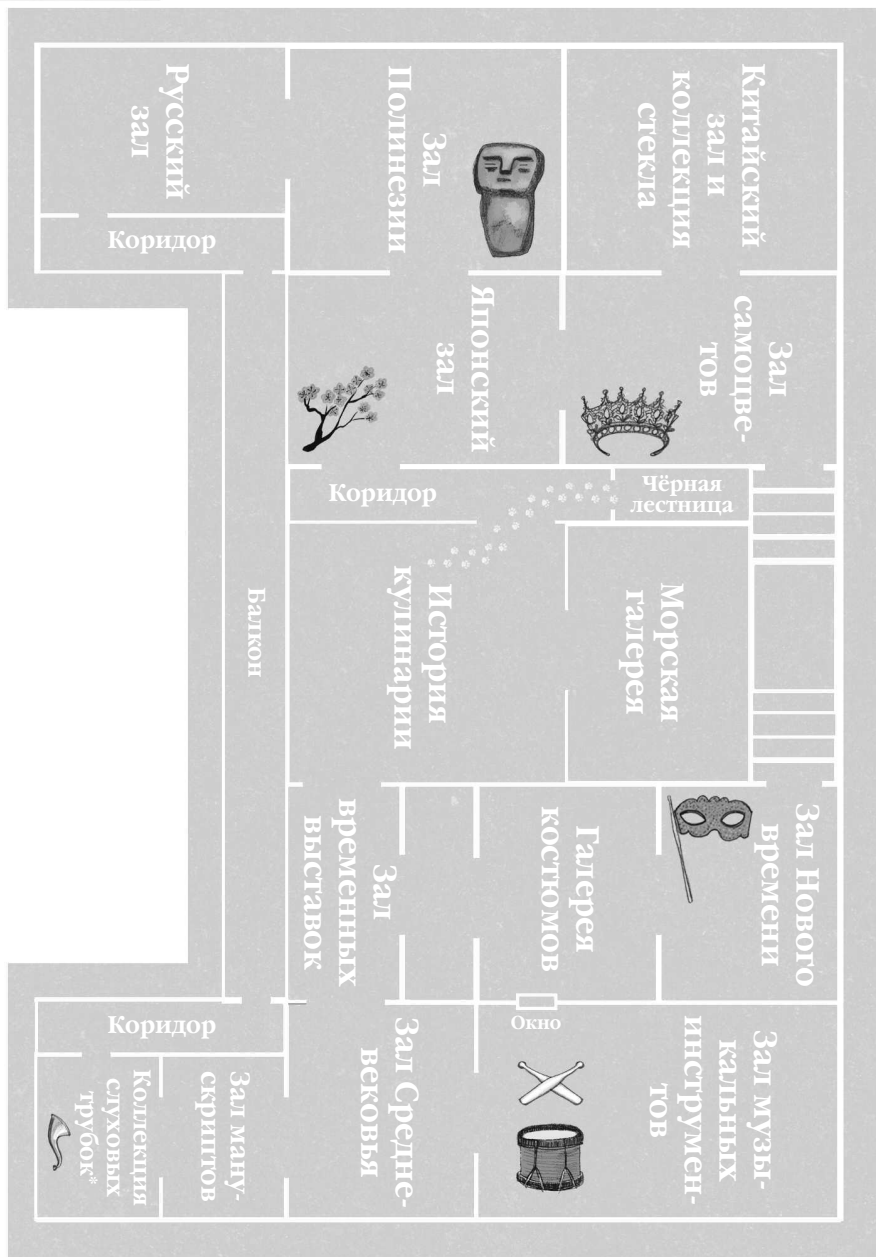 Русский
зал
Зал
Полинезии
Китайский
зал и
коллекция
стекла
Коридор
Японский
зал
Зал
самоцве-
тов
Коридор
Чёрная
лестница
Балкон
История
кулинарии
Морская
галерея
Зал
временных
выставок
Галерея
костюмов
Зал Нового
времени
Коридор
Окно
Коллекция
слуховых
трубок*
Зал ману-
скриптов
Зал Средне-
вековья
Зал музы-
кальных
инструмен-
тов